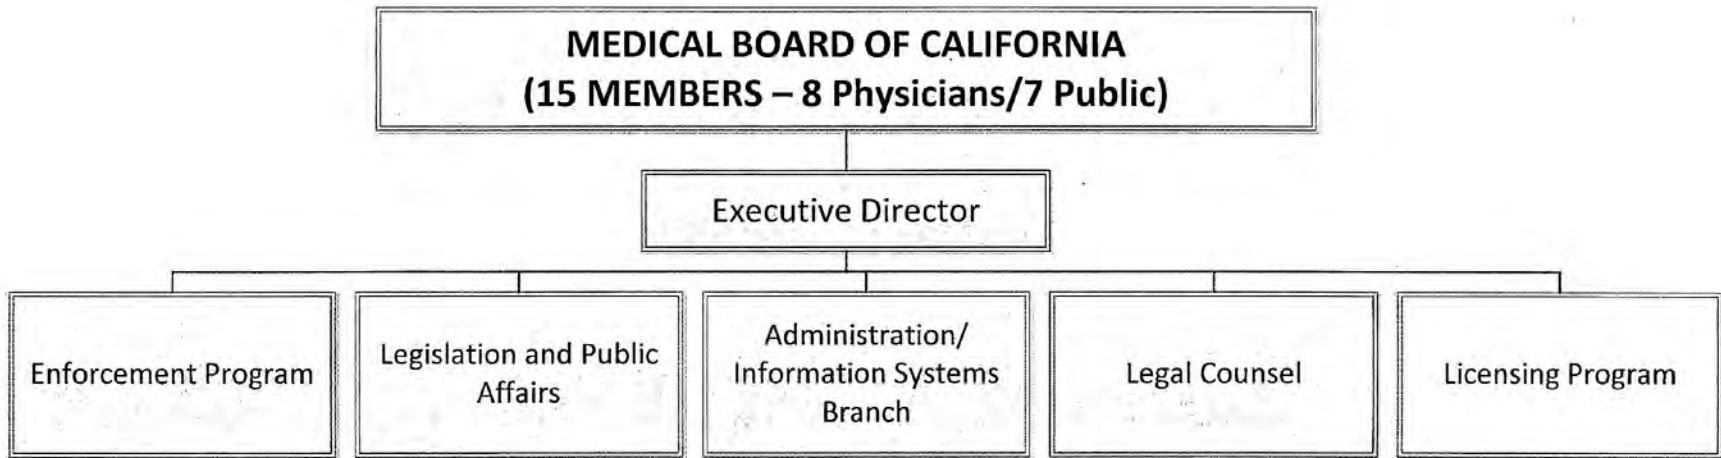 MEDICAL BOARD OF CALIFORNIA
(15 MEMBERS – 8 Physicians/7 Public)
Executive Director
Enforcement Program
Legislation and Public
Affairs
Administration/
Information Systems
Branch
Legal Counsel
Licensing Program